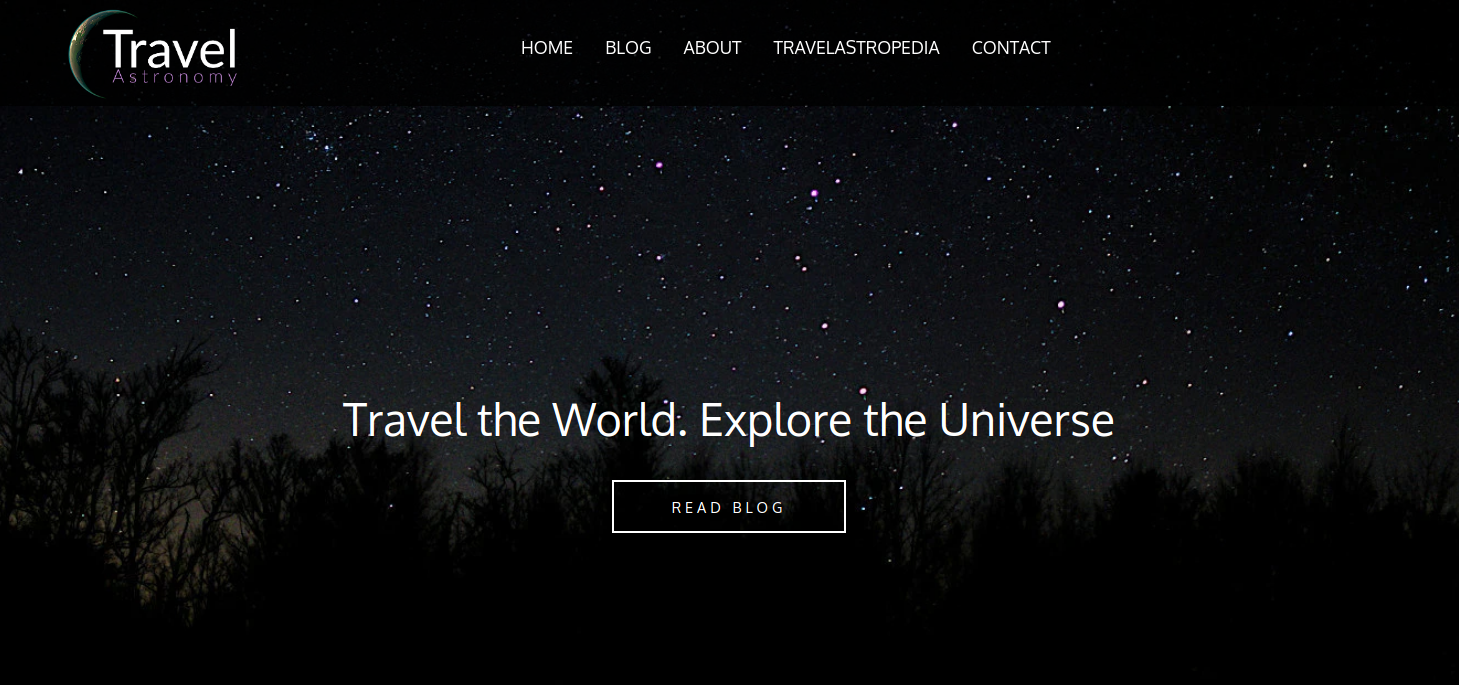 Travel
Astronomy
HOME BLOG ABOUT TRAVELASTROPEDIA CONTACT
Travel the World. Explore the Universe
READ BLOG